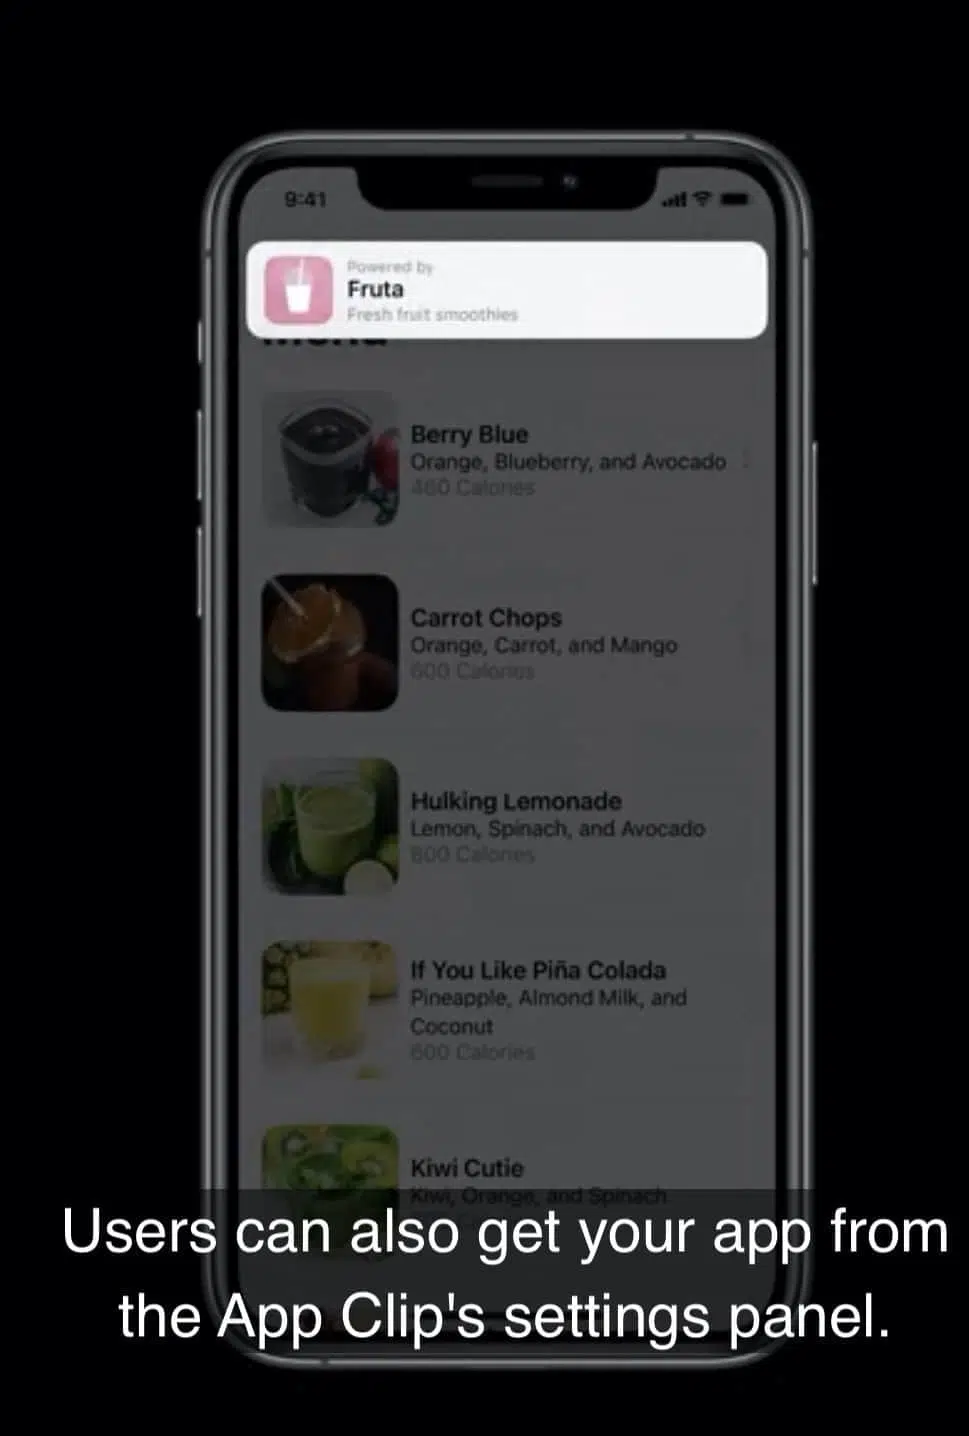 9:41
Powered by
Fruta
Fresh fruit smoothies
Menu
Berry Blue
Orange, Blueberry, and Avocado
460 Calories
Carrot Chops
Orange, Carrot, and Mango
600 Calories
Hulking Lemonade
Lemon, Spinach, and Avocado
800 Calories
If You Like Piña Colada
Pineapple, Almond Milk, and
Coconut
600 Calories
Kiwi Cutie
Kiwi, Orange, and Spinach
Users can also get your app from
the App Clip's settings panel.